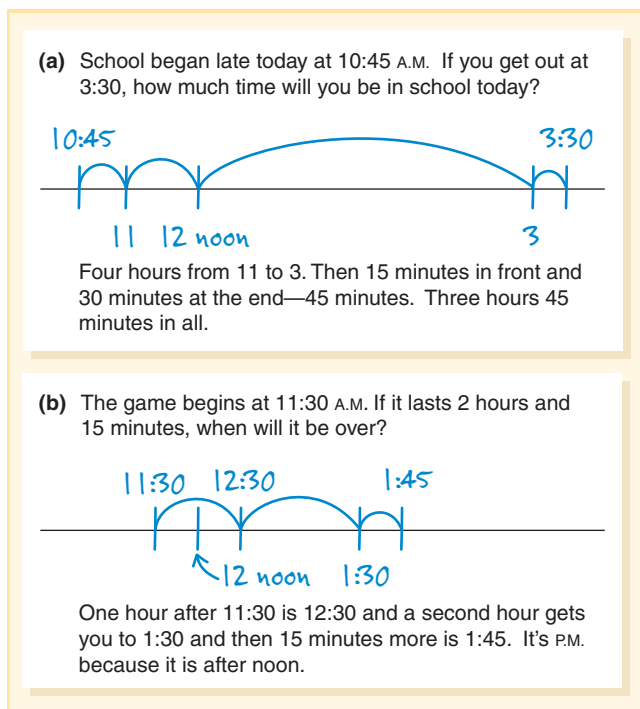 (a) School began late today at 10:45 A.M. If you get out at
3:30, how much time will you be in school today?
10:45
3:30
11 12 noon
3
Four hours from 11 to 3. Then 15 minutes in front and
30 minutes at the end—45 minutes. Three hours 45
minutes in all.
(b) The game begins at 11:30 A.M. If it lasts 2 hours and
15 minutes, when will it be over?
11:30 12:30 1:45
12 noon 1:30
One hour after 11:30 is 12:30 and a second hour gets
you to 1:30 and then 15 minutes more is 1:45. It's P.M.
because it is after noon.